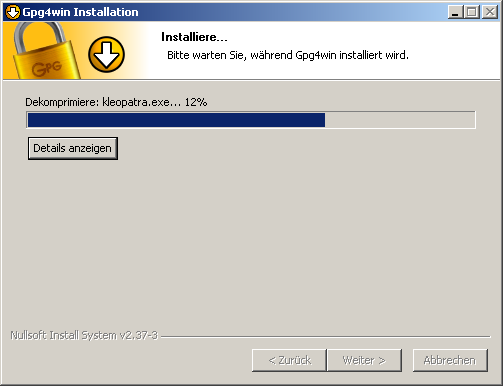 Gpg4win Installation
GPG
Installiere...
Bitte warten Sie, während Gpg4win installiert wird.
Dekomprimiere: kleopatra.exe... 12%
Details anzeigen
Nullsoft Install System v2.37-3
< Zurück
Weiter >
Abbrechen